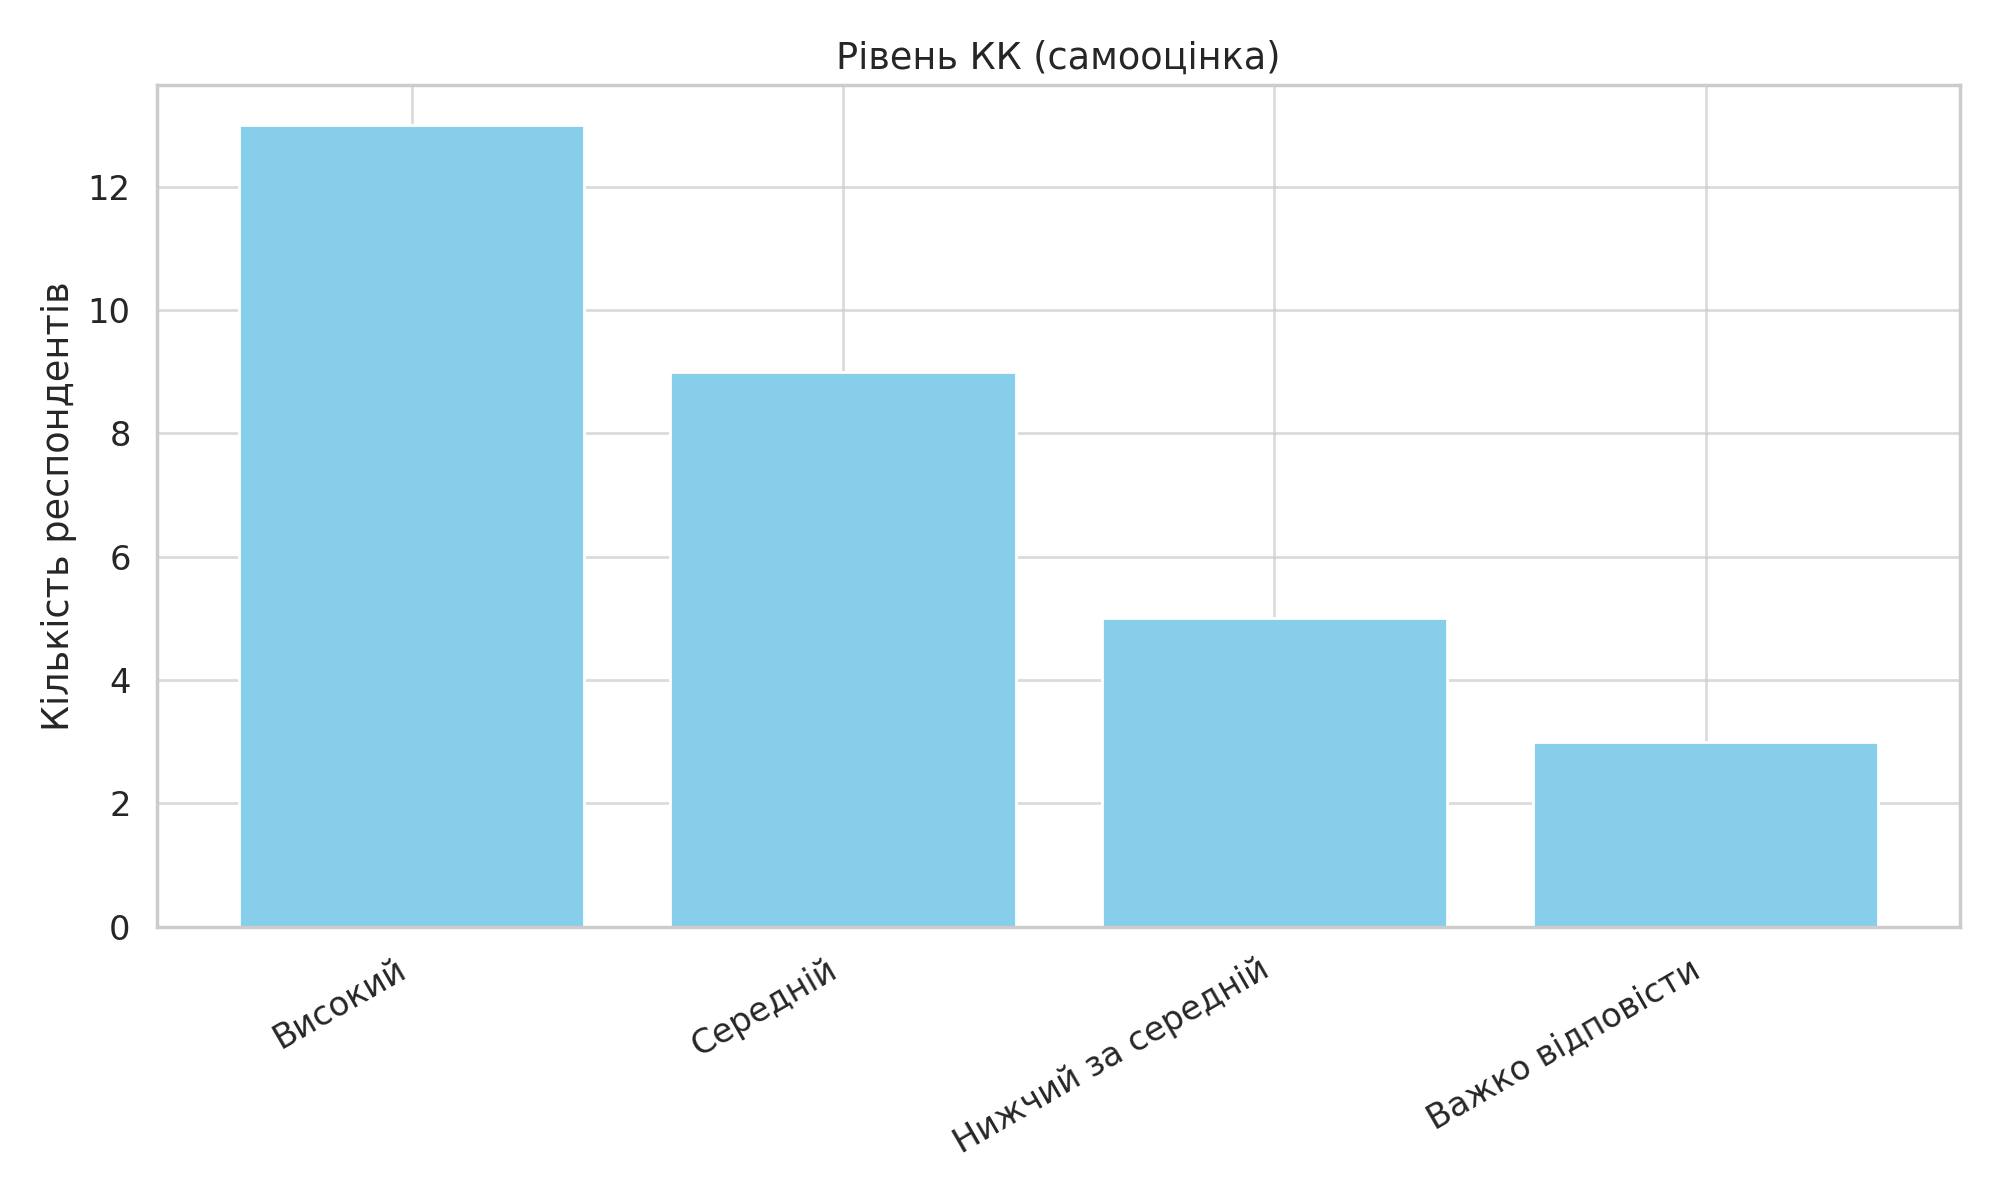 Рівень КК (самооцінка)
Кількість респондентів
12
10
8
6
4
2
0
Високий
Середній
Нижчий за середній
Важко відповісти